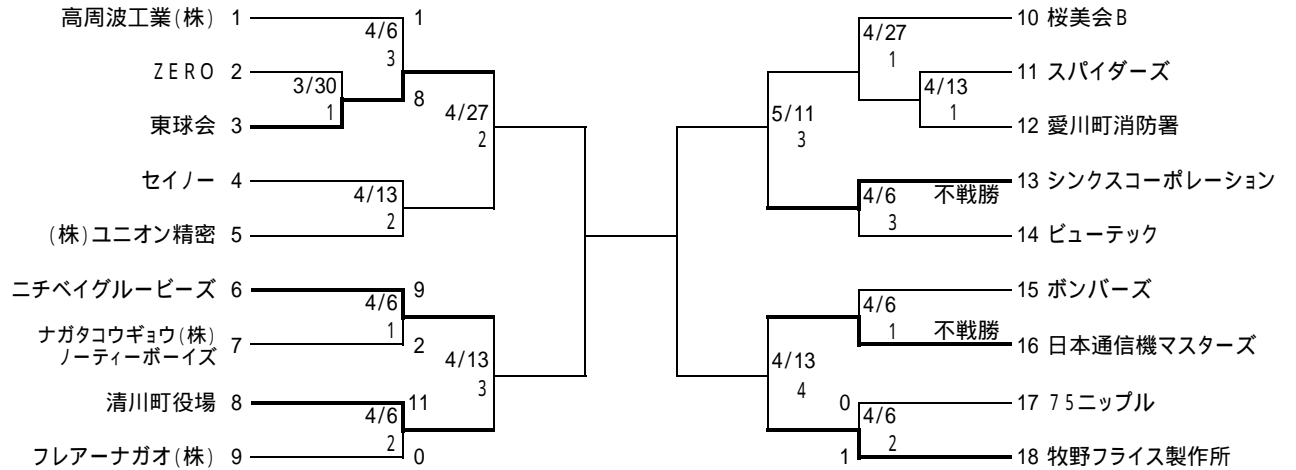 高周波工業(株) 1
1
4/6
3
ZERO 2
3/30
1
8
東球会 3
4/27
2
セイノー 4
4/13
2
(株)ユニオン精密 5
ニチベイグルービーズ 6
9
4/6
1
ナガタコウギョウ(株)
ノーティーボーイズ 7
2
4/13
3
清川町役場 8
11
4/6
2
フレアーナガオ(株) 9
0
10 桜美会B
4/27
1
11 スパイダーズ
4/13
1
12 愛川町消防署
5/11
3
13 シンクスコーポレーション
4/6
不戦勝
3
14 ビューテック
15 ボンバーズ
4/6
1
不戦勝
16 日本通信機マスターズ
4/13
4
0
17 75ニップル
4/6
2
1
18 牧野フライス製作所